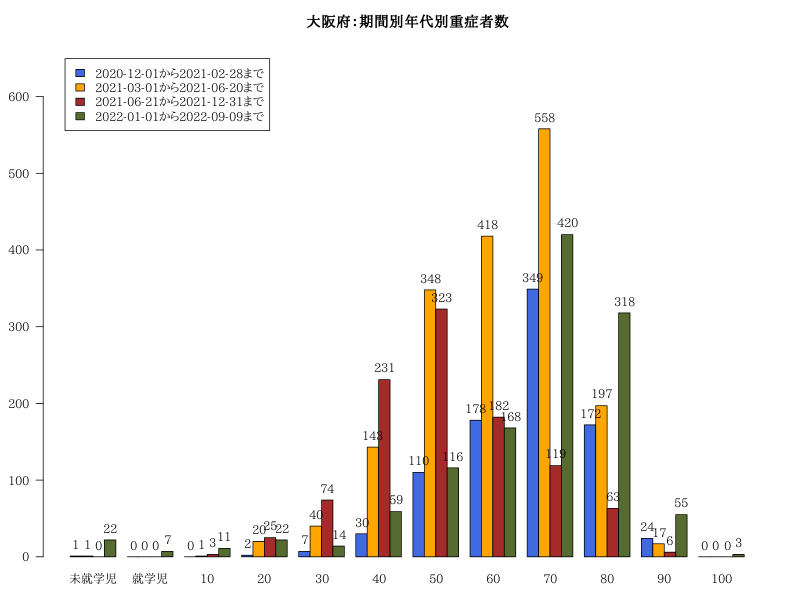 大阪府：期間別年代別重症者数
2020-12-01から2021-02-28まで
2021-03-01から2021-06-20まで
2021-06-21から2021-12-31まで
2022-01-01から2022-09-09まで
600
500
400
300
200
100
0
1 1 0 22
0 0 0 7
0 1 3 11
2 20 25 22
7 40 74 14
30 143 231 59
110 348 323 116
178 418 182 168
349 558 119 420
172 197 63 318
24 17 6 55
0 0 0 3
未就学児 就学児 10 20 30 40 50 60 70 80 90 100